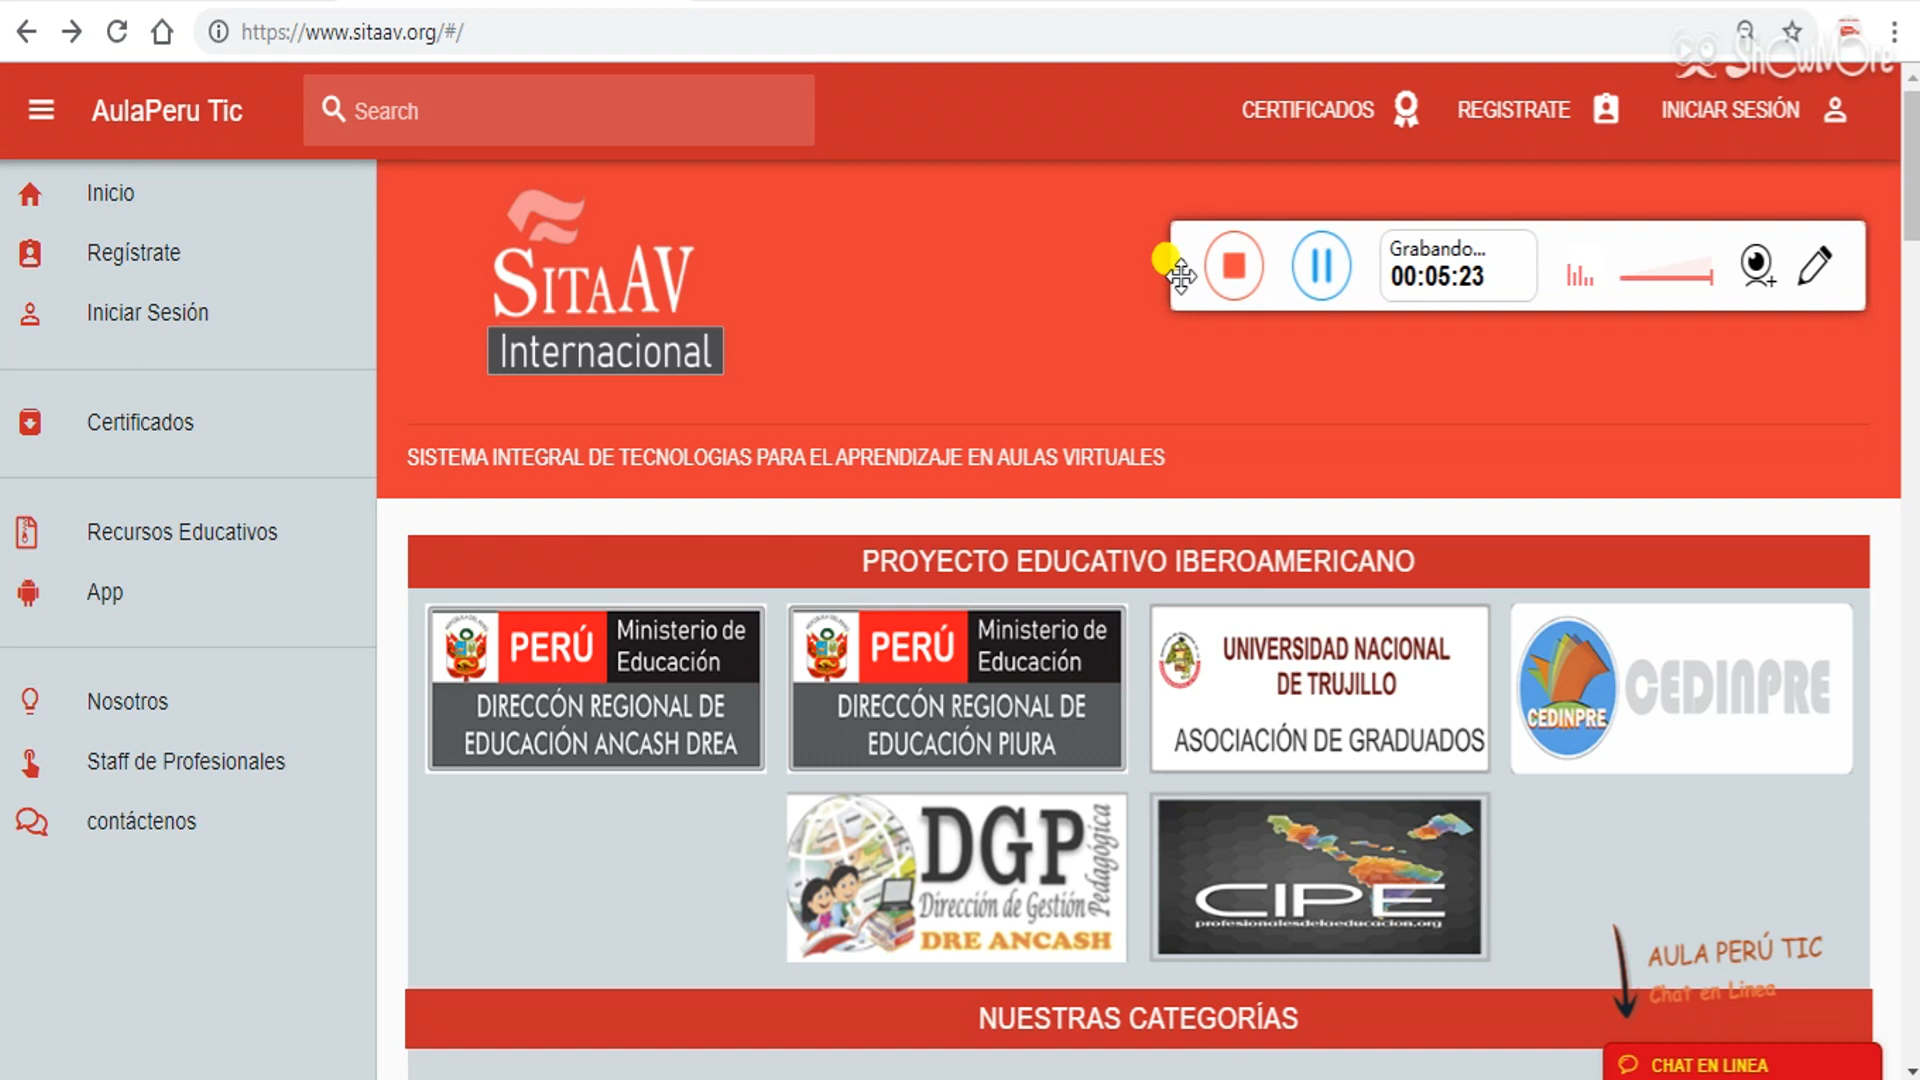 https://www.sitaav.org/#/
ShowMore
AulaPeru Tic
Search
CERTIFICADOS
REGISTRATE
INICIAR SESIÓN
Inicio
Regístrate
Iniciar Sesión
Certificados
Recursos Educativos
App
Nosotros
Staff de Profesionales
contáctenos
SITAAV
Internacional
Grabando...
00:05:23
SISTEMA INTEGRAL DE TECNOLOGIAS PARA EL APRENDIZAJE EN AULAS VIRTUALES
PROYECTO EDUCATIVO IBEROAMERICANO
PERÚ
Ministerio de
Educación
DIRECCÓN REGIONAL DE
EDUCACIÓN ANCASH DREA
PERÚ
Ministerio de
Educación
DIRECCÓN REGIONAL DE
EDUCACIÓN PIURA
UNIVERSIDAD NACIONAL
DE TRUJILLO
ASOCIACIÓN DE GRADUADOS
CEDINPRE
CEDINPRE
DGP
Dirección de Gestión
Pedagógica
DRE ANCASH
CIPE
profesionalesdelaeducacion.org
AULA PERÚ TIC
Chat en Linea
NUESTRAS CATEGORÍAS
CHAT EN LINEA